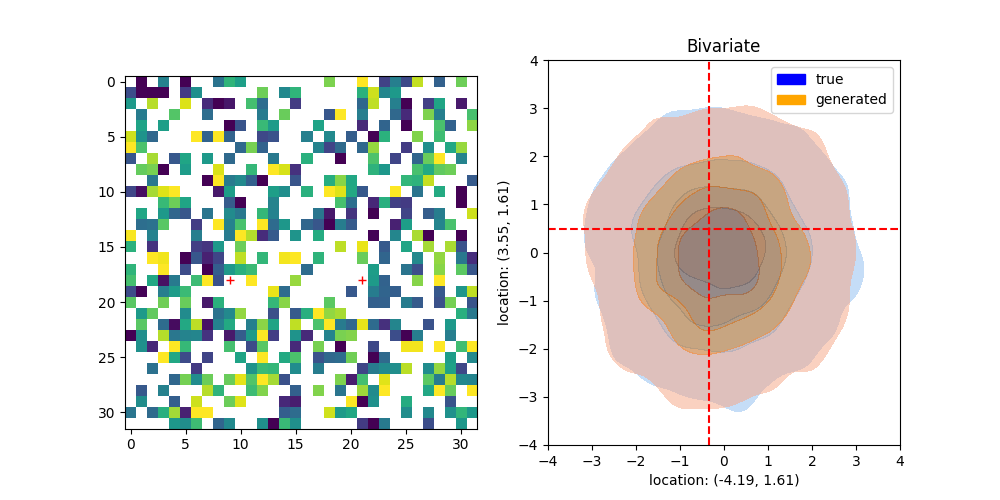 0
5
10
15
20
25
30
0 5 10 15 20 25 30
Bivariate
true
generated
4
3
2
1
0
−1
−2
−3
−4
location: (3.55, 1.61)
−4 −3 −2 −1 0 1 2 3 4
location: (-4.19, 1.61)